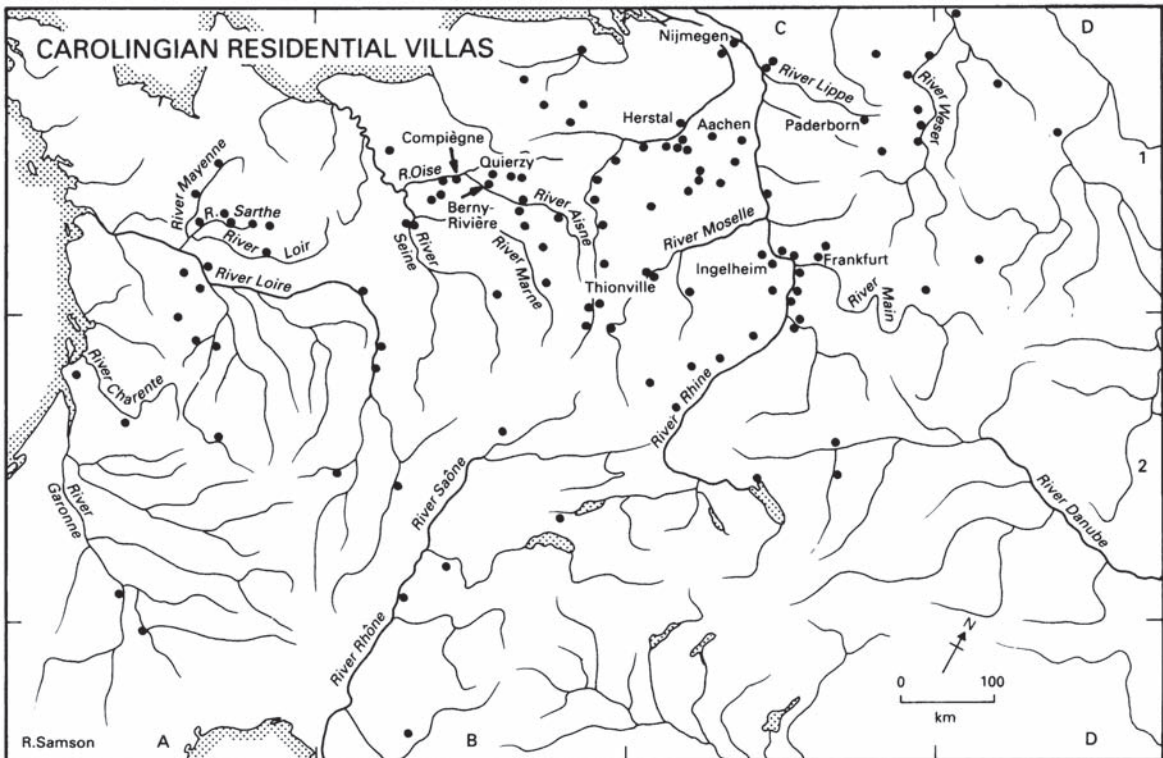 CAROLINGIAN RESIDENTIAL VILLAS
C
D
Nijmegen
River Lippe
River Weser
Herstal
Aachen
Paderborn
Compiègne
1
River Mayenne
R. Oise
Quierzy
R. Sarthe
Berny-
Rivière
River Aisne
River Moselle
River Loir
River
Seine
River Marne
Ingelheim
Frankfurt
River Loire
Thionville
River
Main
River Charente
River Rhine
2
River
Garonne
River Saône
River Danube
River Rhône
N
0 100
km
R.Samson
A
B
D